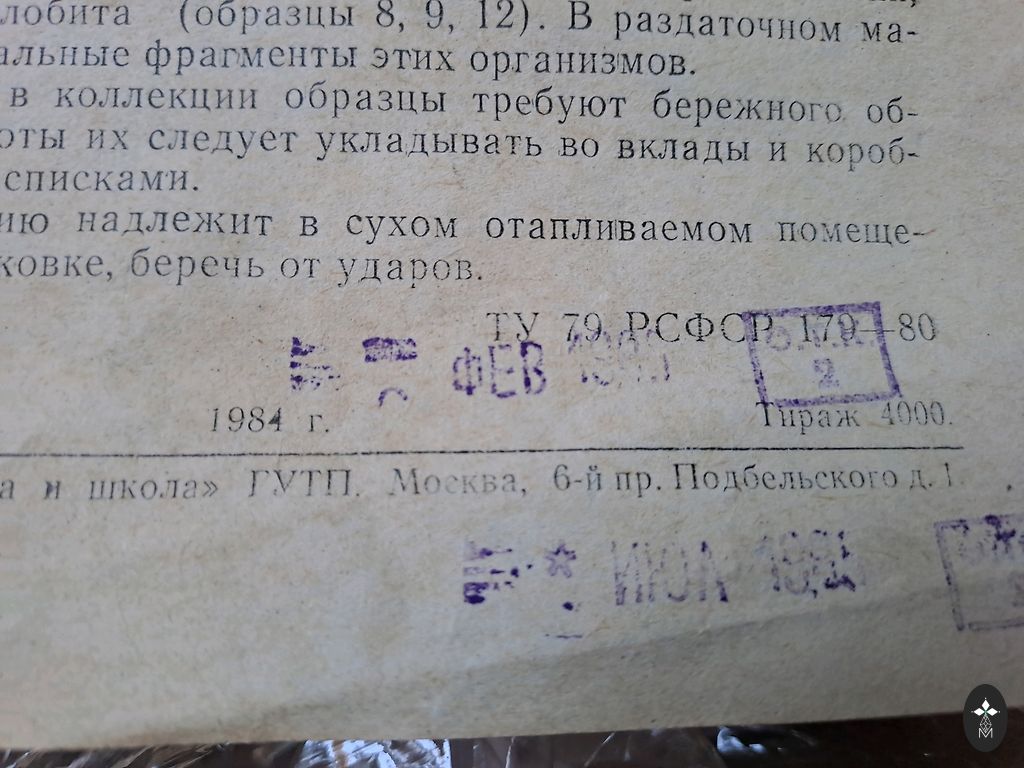 лобита (образцы 8, 9, 12). В раздаточном ма-
альные фрагменты этих организмов.
в коллекции образцы требуют бережного об-
оты их следует укладывать во вклады и короб-
списками.
ию надлежит в сухом отапливаемом помеще-
ковке, беречь от ударов.
ТУ 79 РСФСР 179—80
ФЕВ
2
1984 г. Тираж 4000.
а и школа» ГУТП. Москва, 6-й пр. Подбельского д. 1
ИЮЛ
М